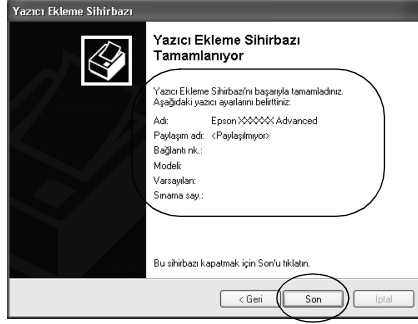 Yazıcı Ekleme Sihirbazı
Yazıcı Ekleme Sihirbazı
Tamamlanıyor
Yazıcı Ekleme Sihirbazı'nı başarıyla tamamladınız.
Aşağıdaki yazıcı ayarlarını belirttiniz:
Adı: Epson XXXXXX Advanced
Paylaşım adı: <Paylaşılmıyor>
Bağlantı nk.:
Modeli:
Varsayılan:
Sınama say.:
Bu sihirbazı kapatmak için Son'u tıklatın.
< Geri Son İptal